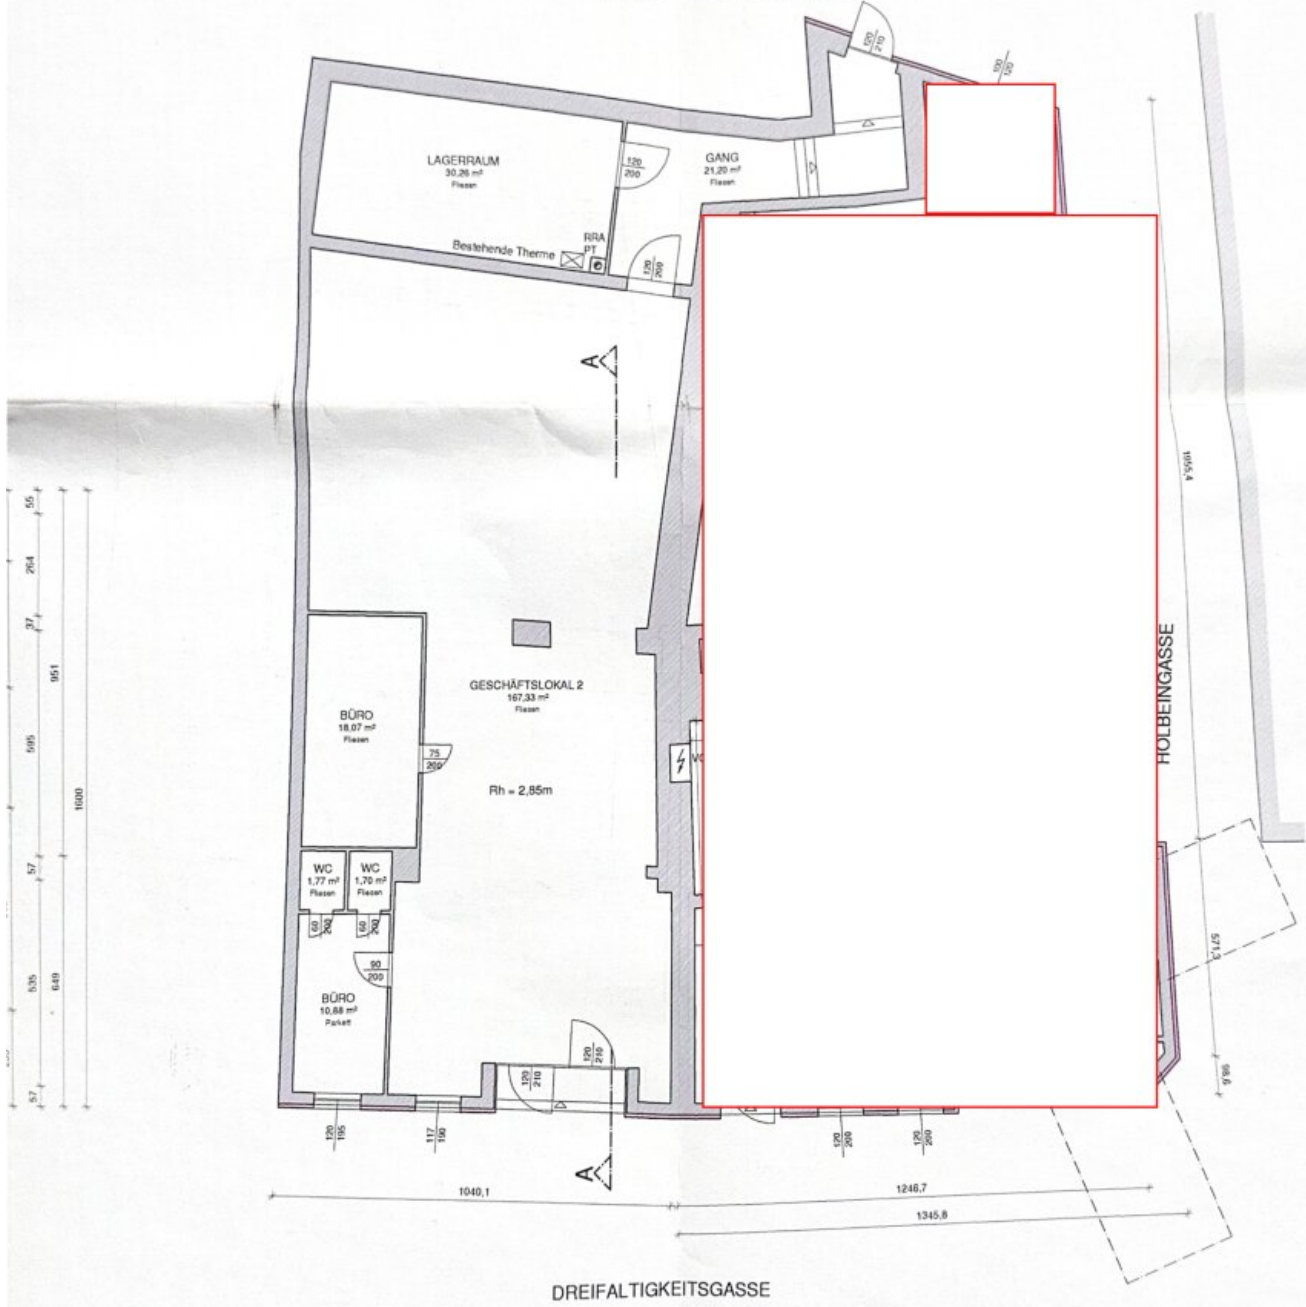 120
210
100
120
LAGERRAUM
30,26 m²
Fliesen
120
200
GANG
21,20 m²
Fliesen
Bestehende Therme
RRA
PT
120
200
A
1655,4
55
264
37
951
595
1600
57
535
649
57
GESCHÄFTSLOKAL 2
167,33 m²
Fliesen
Rh = 2,85m
BÜRO
18,07 m²
Fliesen
75
200
HOLBEINGASSE
WC
1,77 m²
Fliesen
WC
1,70 m²
Fliesen
60
200
60
200
90
200
BÜRO
10,88 m²
Parkett
571,3
98,6
120
210
120
210
120
195
117
190
120
200
120
200
A
1040,1
1246,7
1345,8
DREIFALTIGKEITSGASSE